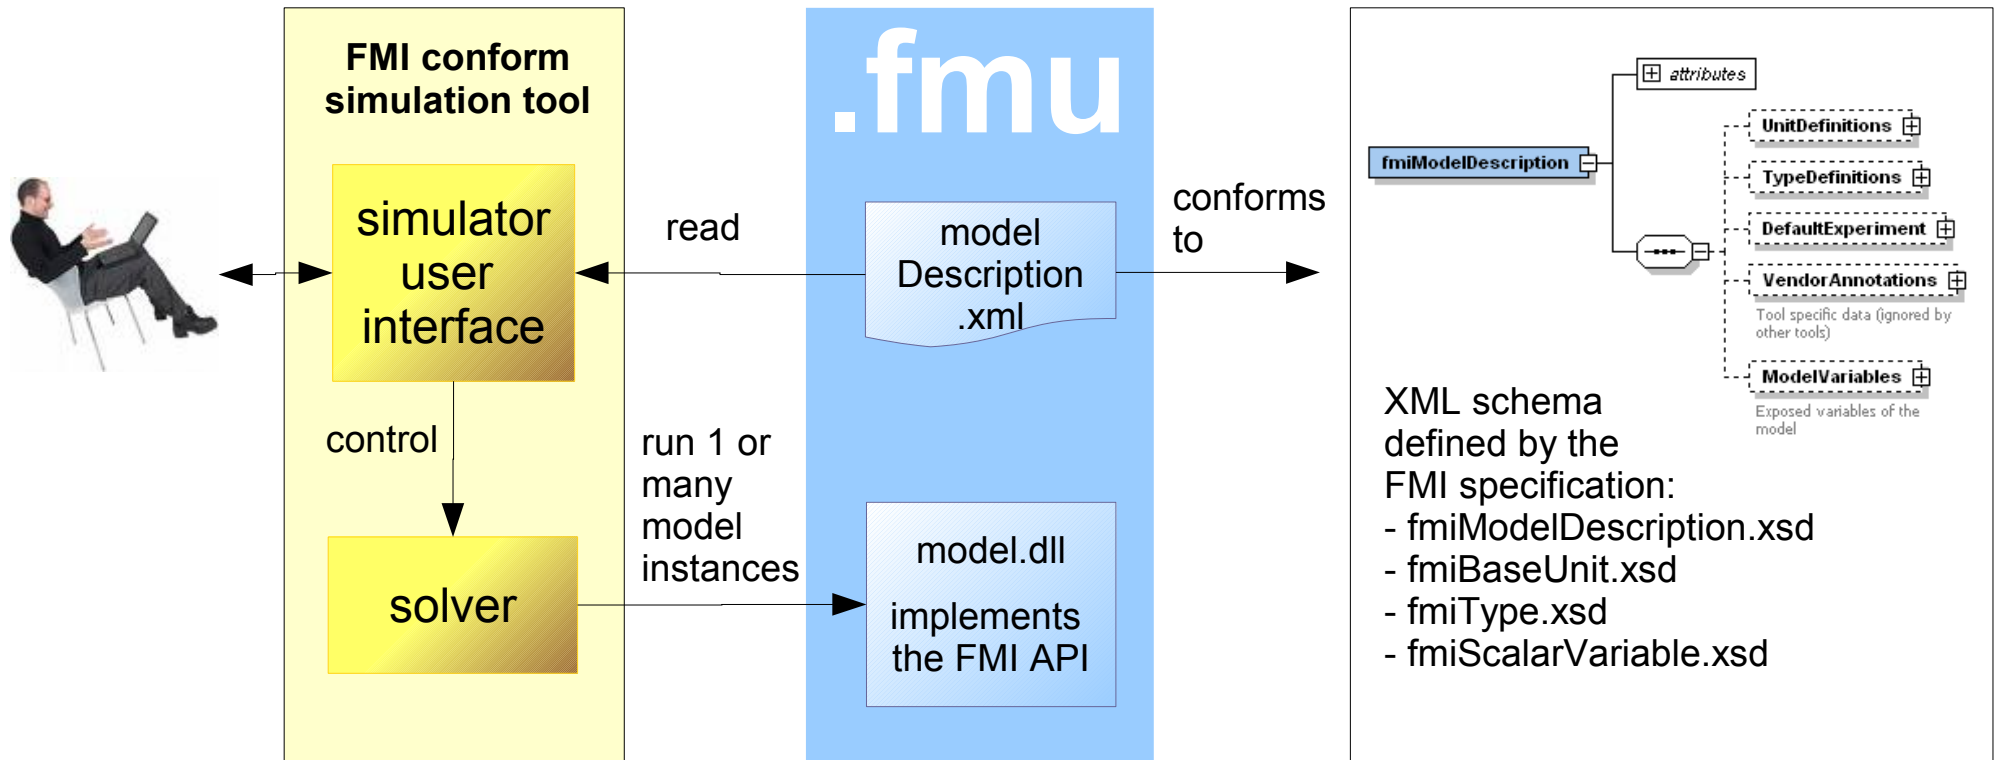 FMI conform
simulation tool
simulator
user
interface
control
solver
read
run 1 or
many
model
instances
.fmu
model
Description
.xml
model.dll
implements
the FMI API
conforms
to
attributes
fmiModelDescription
UnitDefinitions
TypeDefinitions
DefaultExperiment
VendorAnnotations
Tool specific data (ignored by
other tools)
ModelVariables
Exposed variables of the
model
XML schema
defined by the
FMI specification:
- fmiModelDescription.xsd
- fmiBaseUnit.xsd
- fmiType.xsd
- fmiScalarVariable.xsd